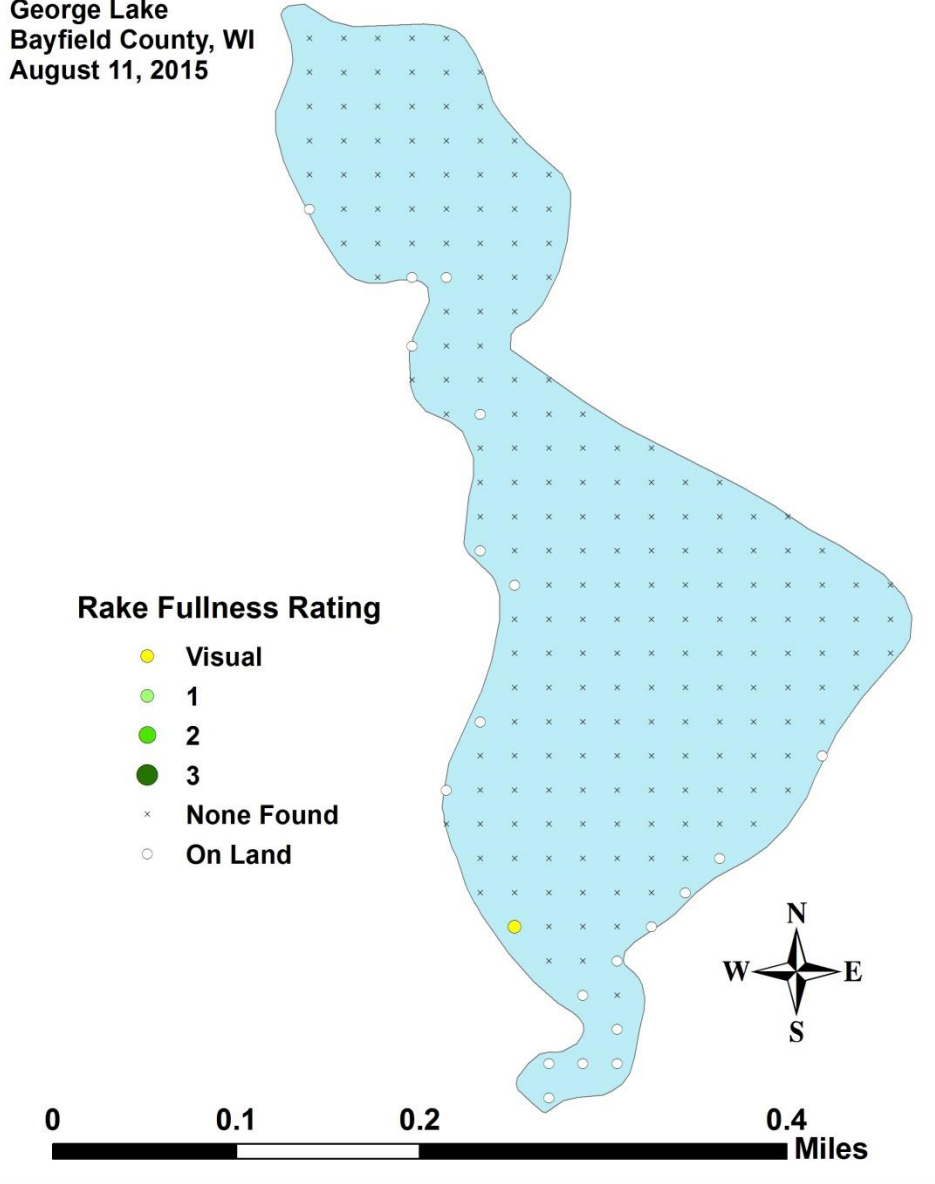 George Lake
Bayfield County, WI
August 11, 2015
Rake Fullness Rating
Visual
1
2
3
None Found
On Land
N
W E
S
0 0.1 0.2 0.4
Miles